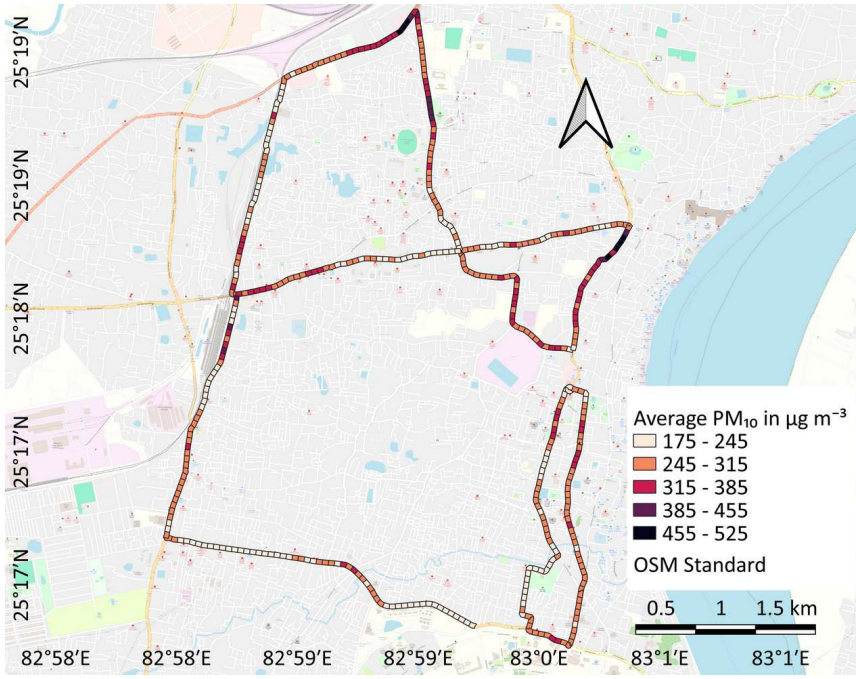 25°19′N
25°19′N
25°18′N
25°17′N
25°17′N
Average PM₁₀ in µg m⁻³
175 - 245
245 - 315
315 - 385
385 - 455
455 - 525
OSM Standard
0.5 1 1.5 km
82°58′E 82°58′E 82°59′E 82°59′E 83°0′E 83°1′E 83°1′E